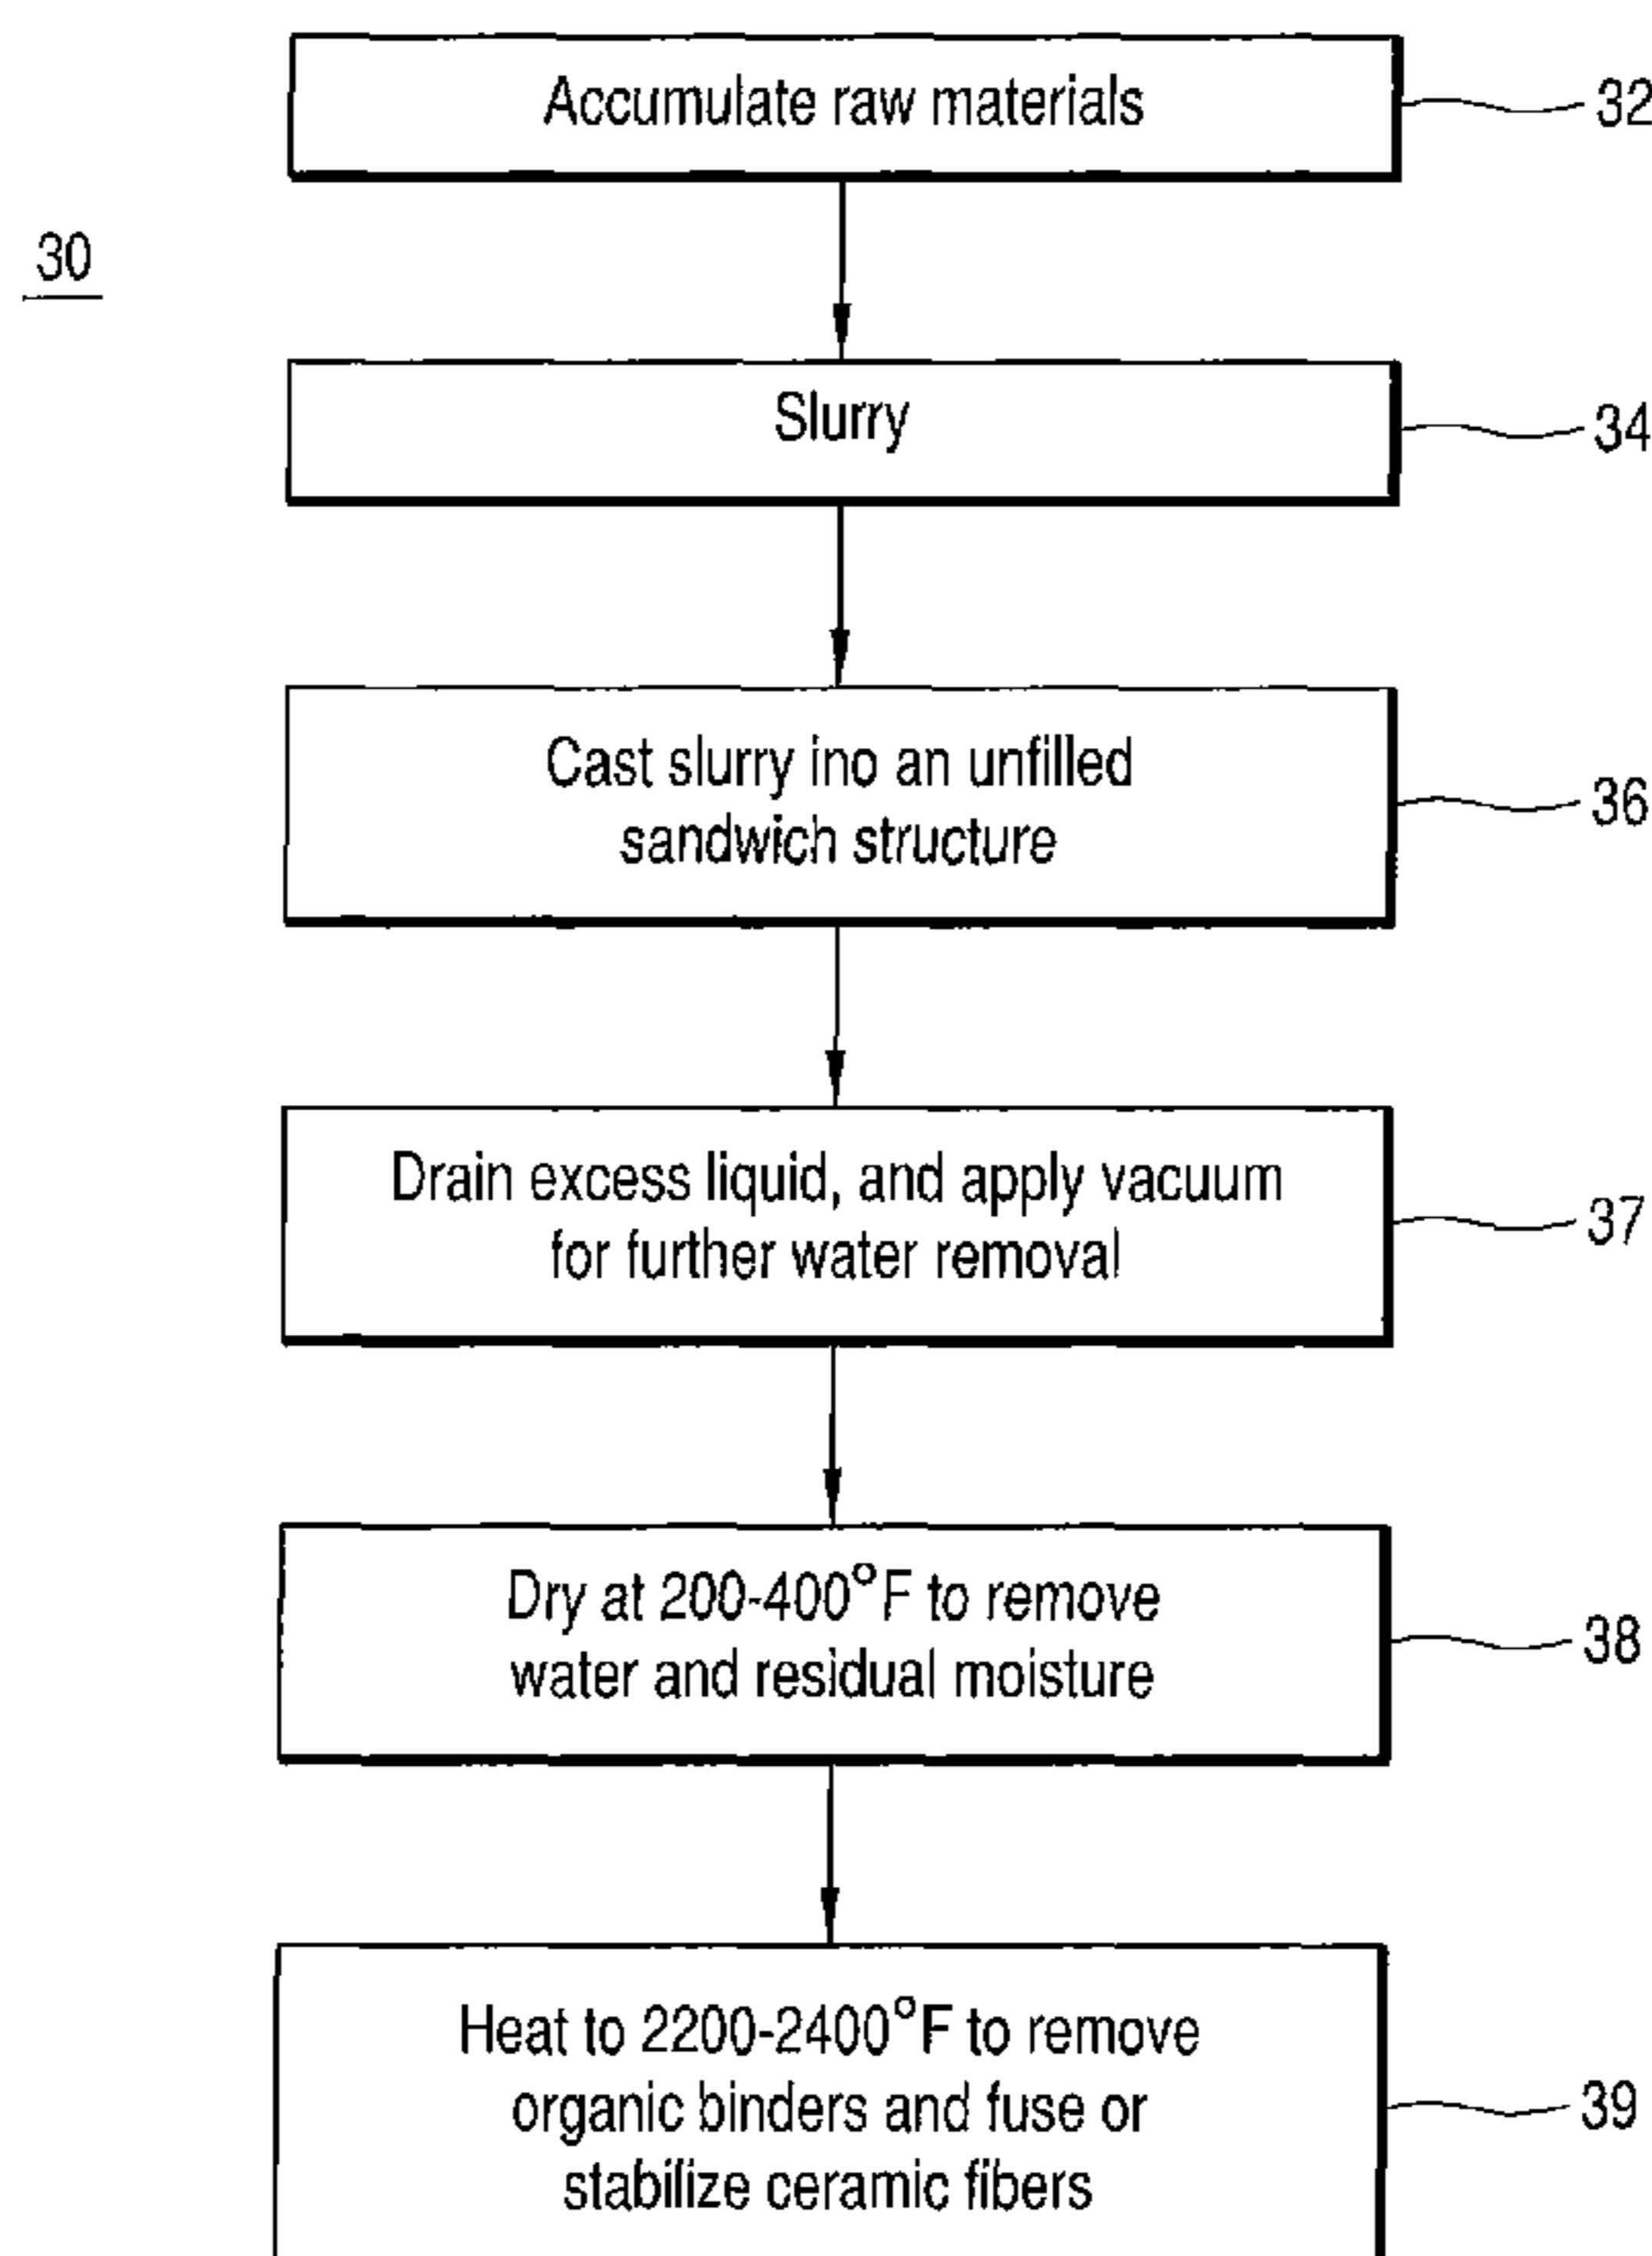 Accumulate raw materials
32
30
Slurry
34
Cast slurry ino an unfilled
sandwich structure
36
Drain excess liquid, and apply vacuum
for further water removal
37
Dry at 200-400°F to remove
water and residual moisture
38
Heat to 2200-2400°F to remove
organic binders and fuse or
stabilize ceramic fibers
39